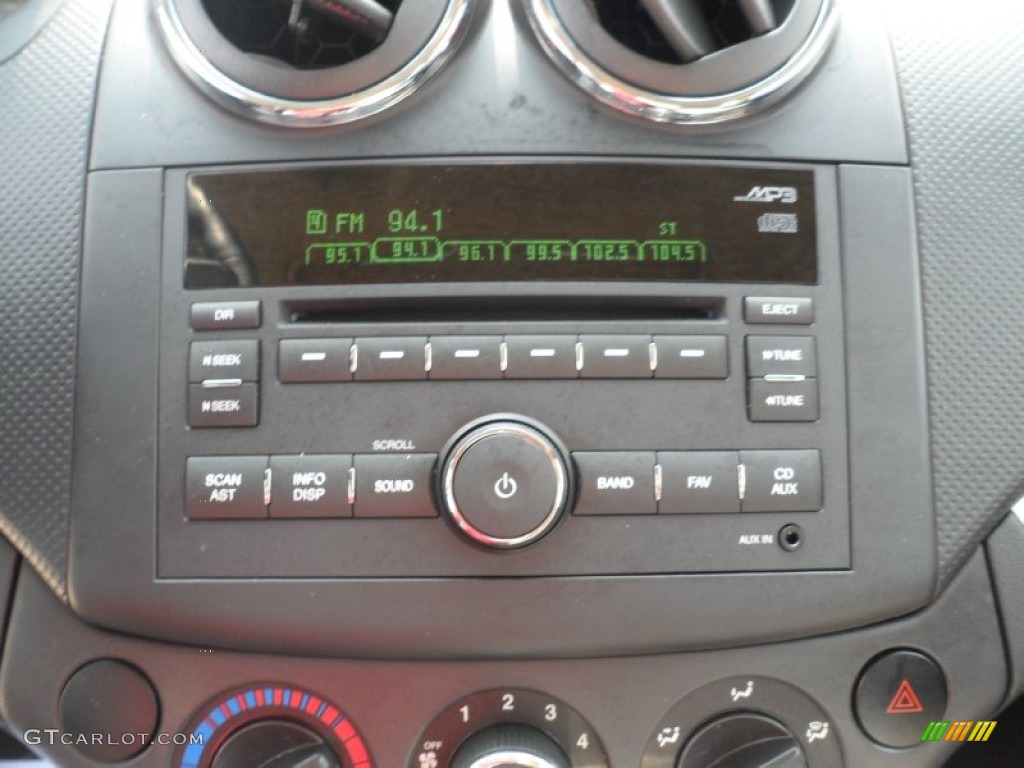 MP3
4 FM 94.1 ST
95.1 94.1 96.1 99.5 102.5 104.5
DIR
EJECT
SEEK
TUNE
SEEK
TUNE
SCROLL
SCAN AST
INFO DISP
SOUND
BAND
FAV
CD AUX
AUX IN
1 2 3 4
OFF
GTCARLOT.COM